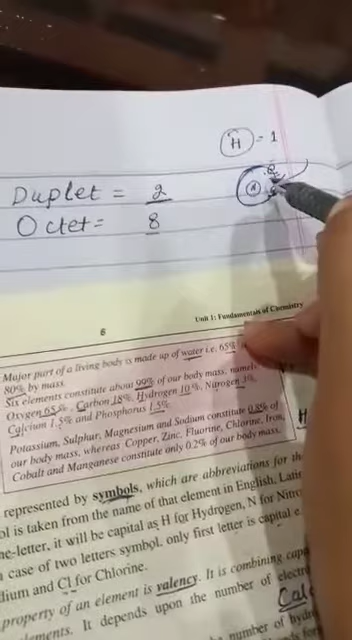 H = 1
Duplet = 2
Octet = 8
Unit 1: Fundamentals of Chemistry
6
Major part of a living body is made up of water i.e. 65%
80% by mass.
Six elements constitute about 99% of our body mass, namely
Oxygen 65%, Carbon 18%, Hydrogen 10%, Nitrogen 3%,
Calcium 1.5% and Phosphorus 1.5%.
Potassium, Sulphur, Magnesium and Sodium constitute 0.8% of
our body mass, whereas Copper, Zinc, Fluorine, Chlorine, Iron,
Cobalt and Manganese constitute only 0.2% of our body mass.
H
represented by symbols, which are abbreviations for the
ol is taken from the name of that element in English, Latin
ne-letter, it will be capital as H for Hydrogen, N for Nitro
case of two letters symbol, only first letter is capital e.
dium and Cl for Chlorine.
property of an element is valency. It is combining capa
lements. It depends upon the number of electro
number of hydro